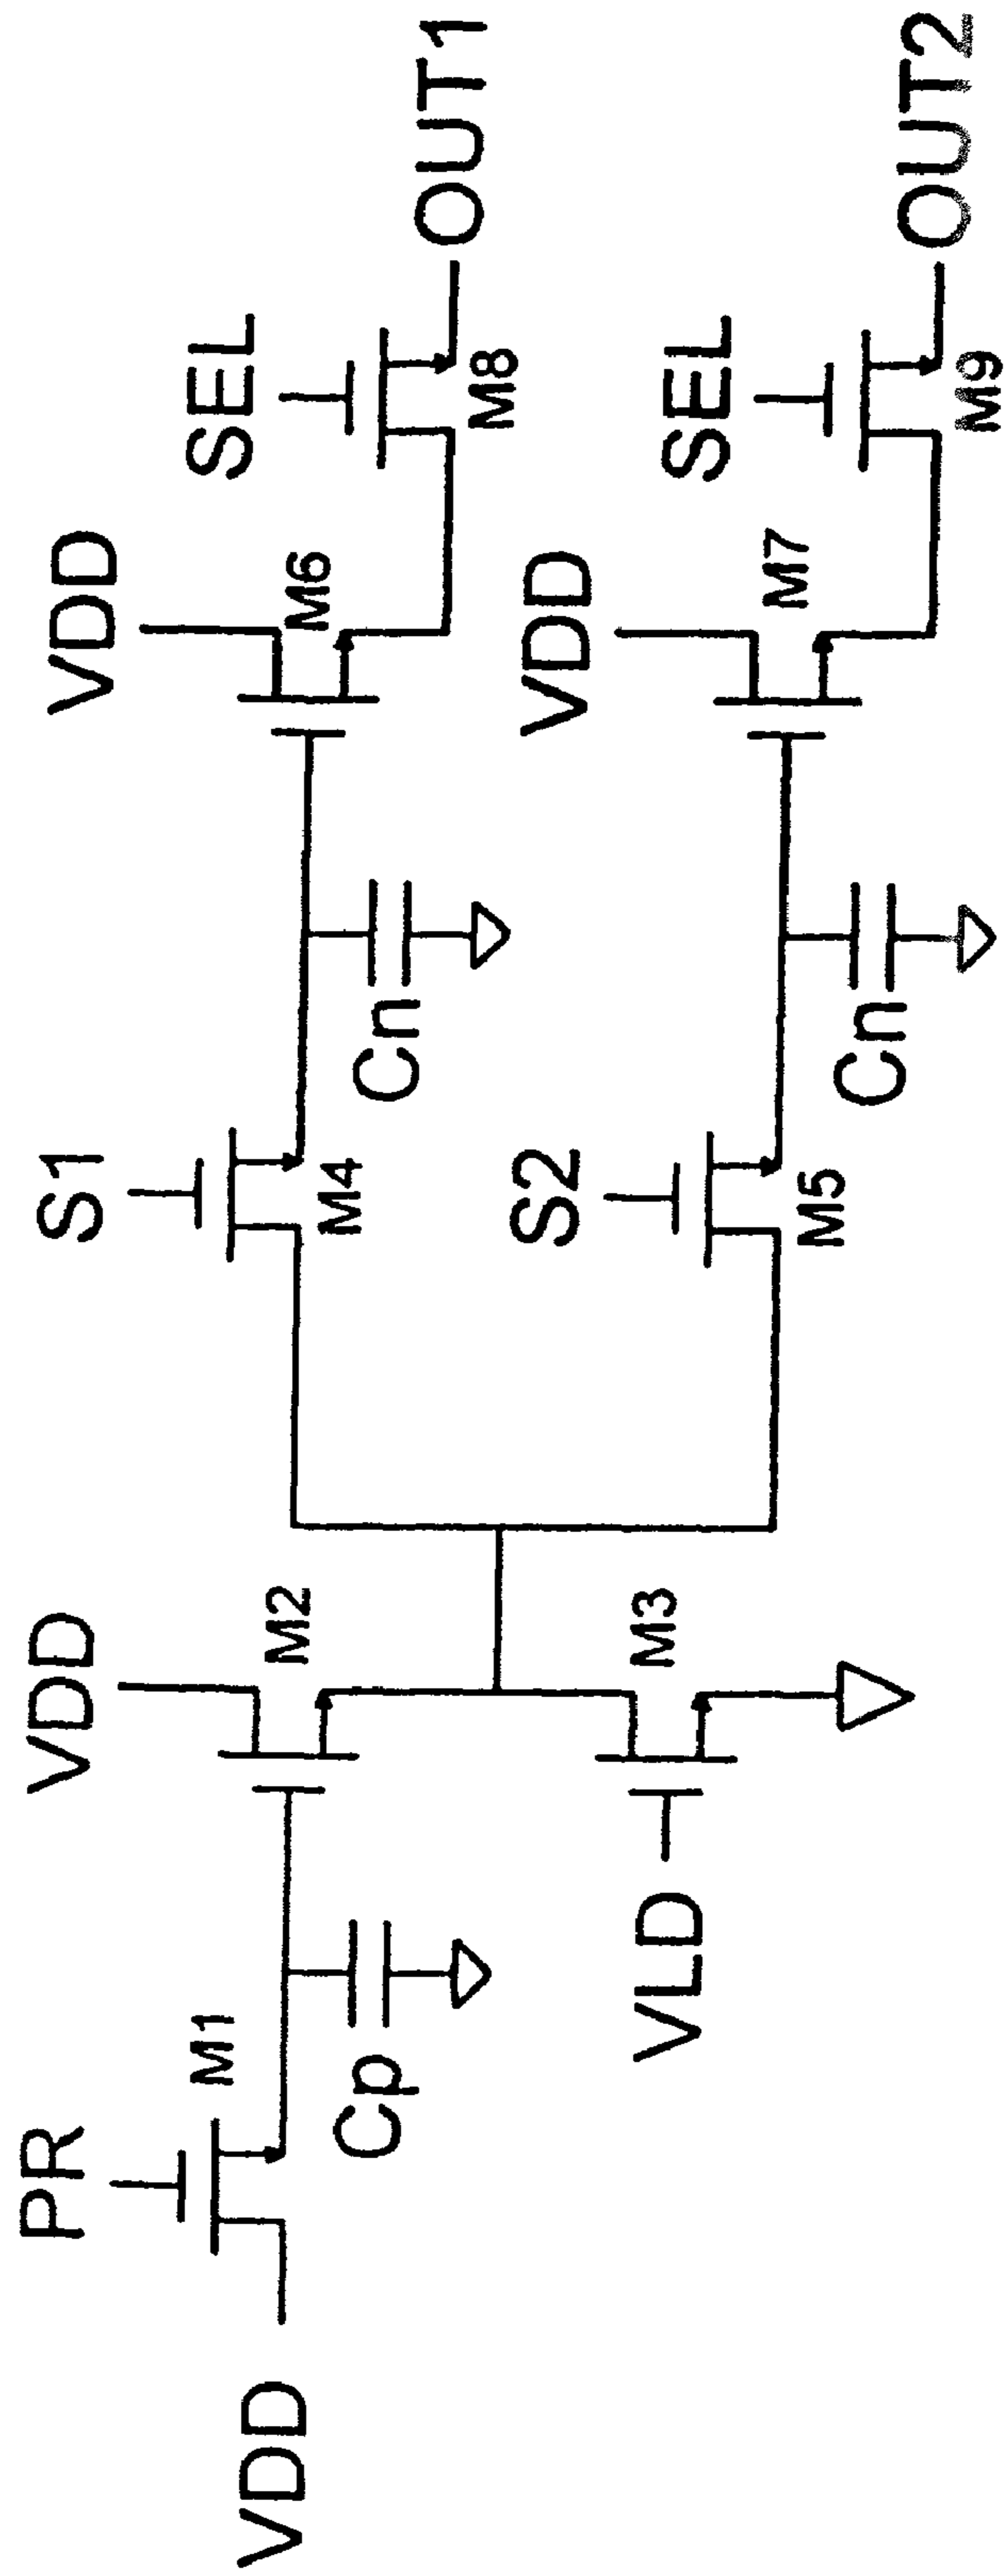 VDD
PR
M1
Cp
VDD
M2
VLD
M3
S1
M4
Cn
S2
M5
Cn
VDD
M6
SEL
M8
OUT1
VDD
M7
SEL
M9
OUT2